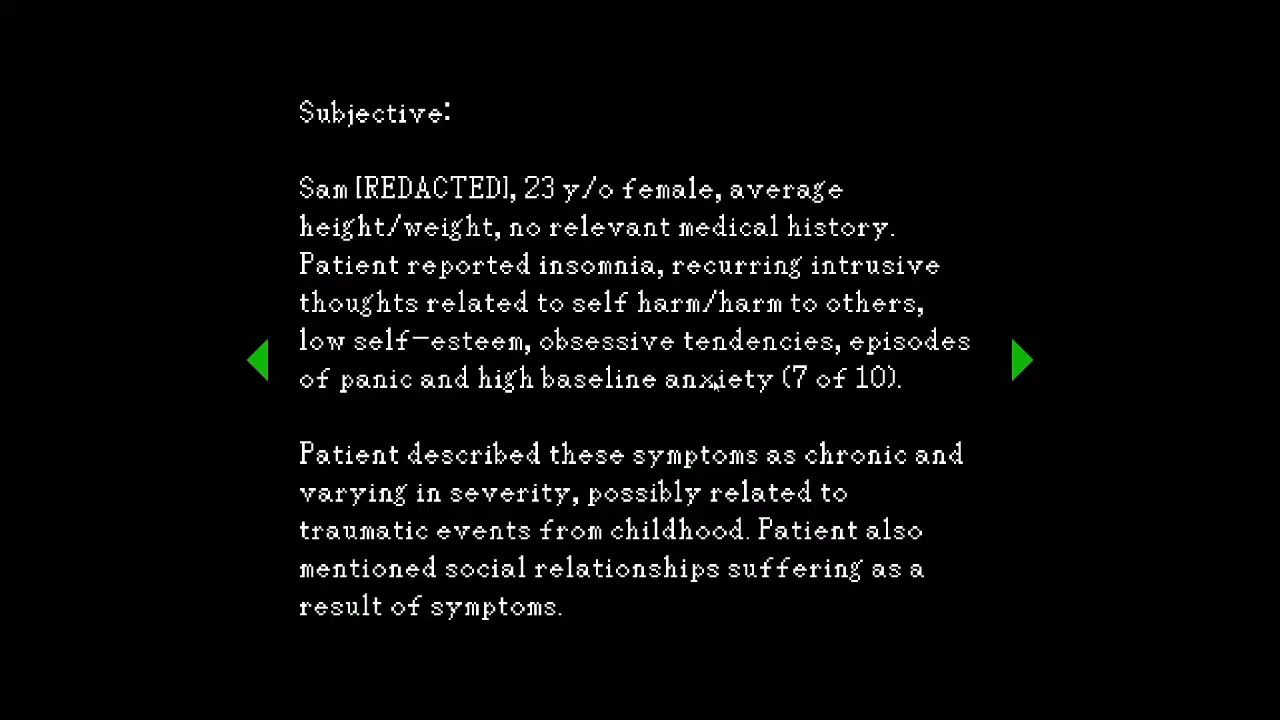 Subjective:
Sam [REDACTED], 23 y/o female, average
height/weight, no relevant medical history.
Patient reported insomnia, recurring intrusive
thoughts related to self harm/harm to others,
low self-esteem, obsessive tendencies, episodes
of panic and high baseline anxiety (7 of 10).
Patient described these symptoms as chronic and
varying in severity, possibly related to
traumatic events from childhood. Patient also
mentioned social relationships suffering as a
result of symptoms.